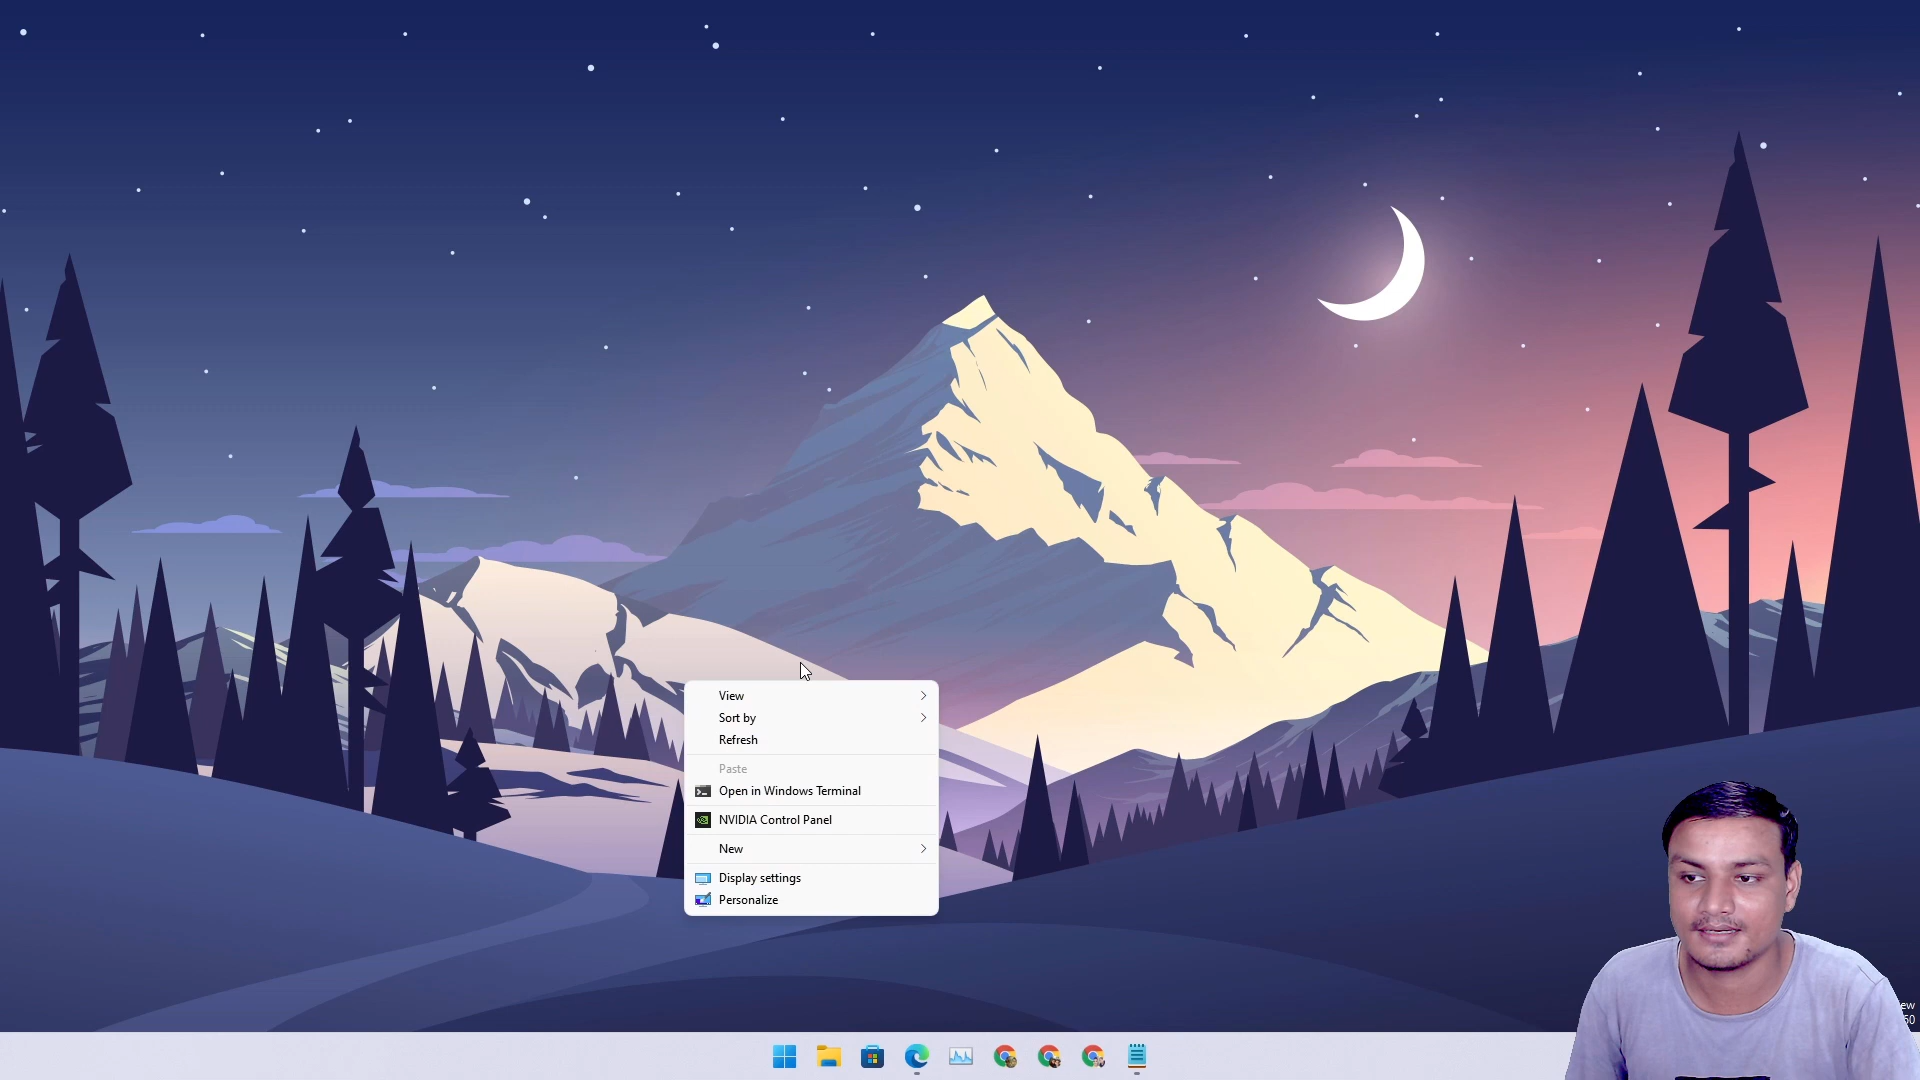 View
Sort by
Refresh
Paste
Open in Windows Terminal
NVIDIA Control Panel
New
Display settings
Personalize